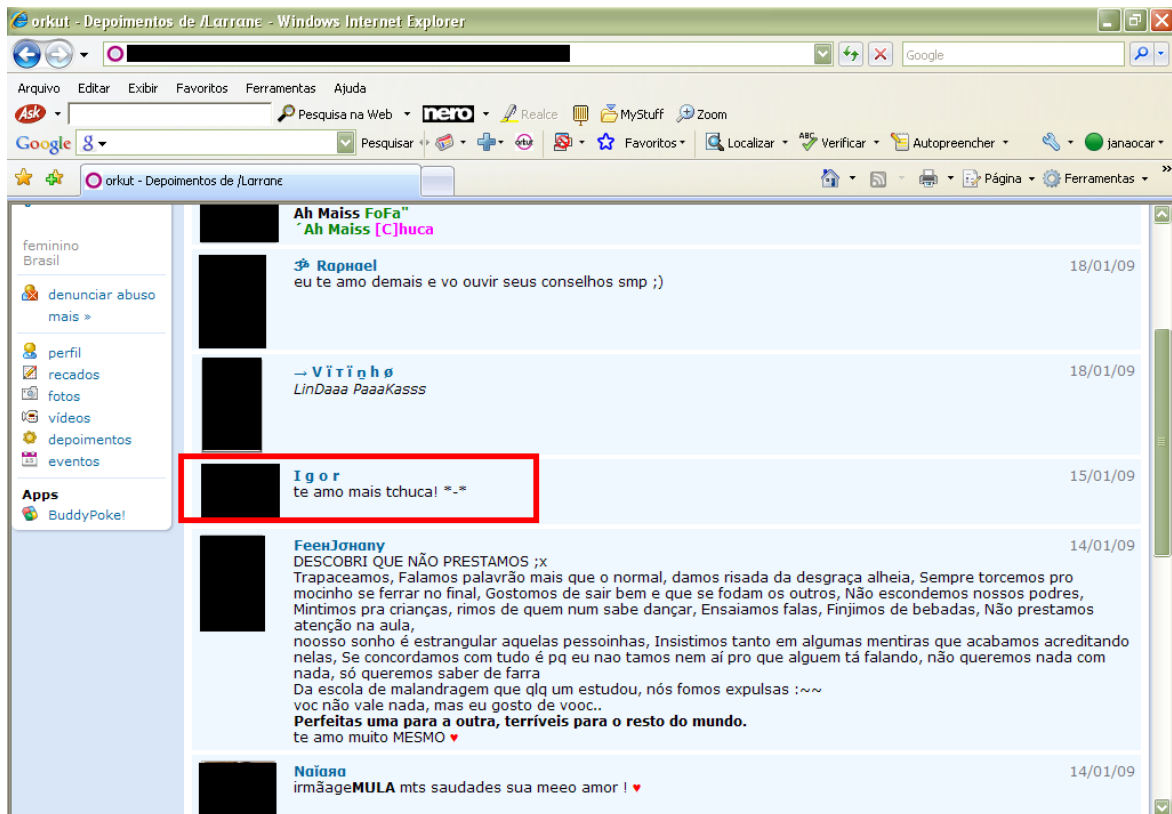 orkut - Depoimentos de /Larrane - Windows Internet Explorer
Google
Arquivo Editar Exibir Favoritos Ferramentas Ajuda
Ask Pesquisa na Web nero Realce MyStuff Zoom
Google Pesquisar orkut Favoritos Localizar Verificar Autopreencher janaocar
orkut - Depoimentos de /Larrane Página Ferramentas »
Ah Maiss FoFa"
´Ah Maiss [C]huca
feminino
Brasil
denunciar abuso
mais »
perfil
recados
fotos
vídeos
depoimentos
eventos
Apps
BuddyPoke!
ॐ Rapнael 18/01/09
eu te amo demais e vo ouvir seus conselhos smp ;)
→ V ï т ï ṉ h ø 18/01/09
LinDaaa PaaaKasss
I g o r 15/01/09
te amo mais tchuca! *-*
FeeнJσнany 14/01/09
DESCOBRI QUE NÃO PRESTAMOS ;x
Trapaceamos, Falamos palavrão mais que o normal, damos risada da desgraça alheia, Sempre torcemos pro
mocinho se ferrar no final, Gostomos de sair bem e que se fodam os outros, Não escondemos nossos podres,
Mintimos pra crianças, rimos de quem num sabe dançar, Ensaiamos falas, Finjimos de bebadas, Não prestamos
atenção na aula,
noosso sonho é estrangular aquelas pessoinhas, Insistimos tanto em algumas mentiras que acabamos acreditando
nelas, Se concordamos com tudo é pq eu nao tamos nem aí pro que alguem tá falando, não queremos nada com
nada, só queremos saber de farra
Da escola de malandragem que qlq um estudou, nós fomos expulsas :~~
voc não vale nada, mas eu gosto de vooc..
Perfeitas uma para a outra, terríveis para o resto do mundo.
te amo muito MESMO ♥
Naĭaяa 14/01/09
irmãageMULA mts saudades sua meeo amor ! ♥